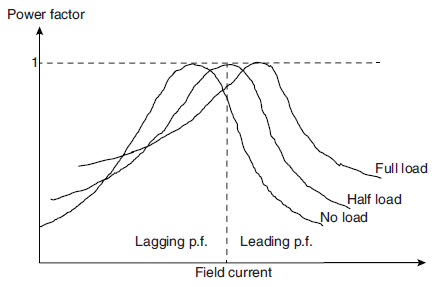 Power factor
1
Full load
Half load
No load
Lagging p.f.
Leading p.f.
Field current